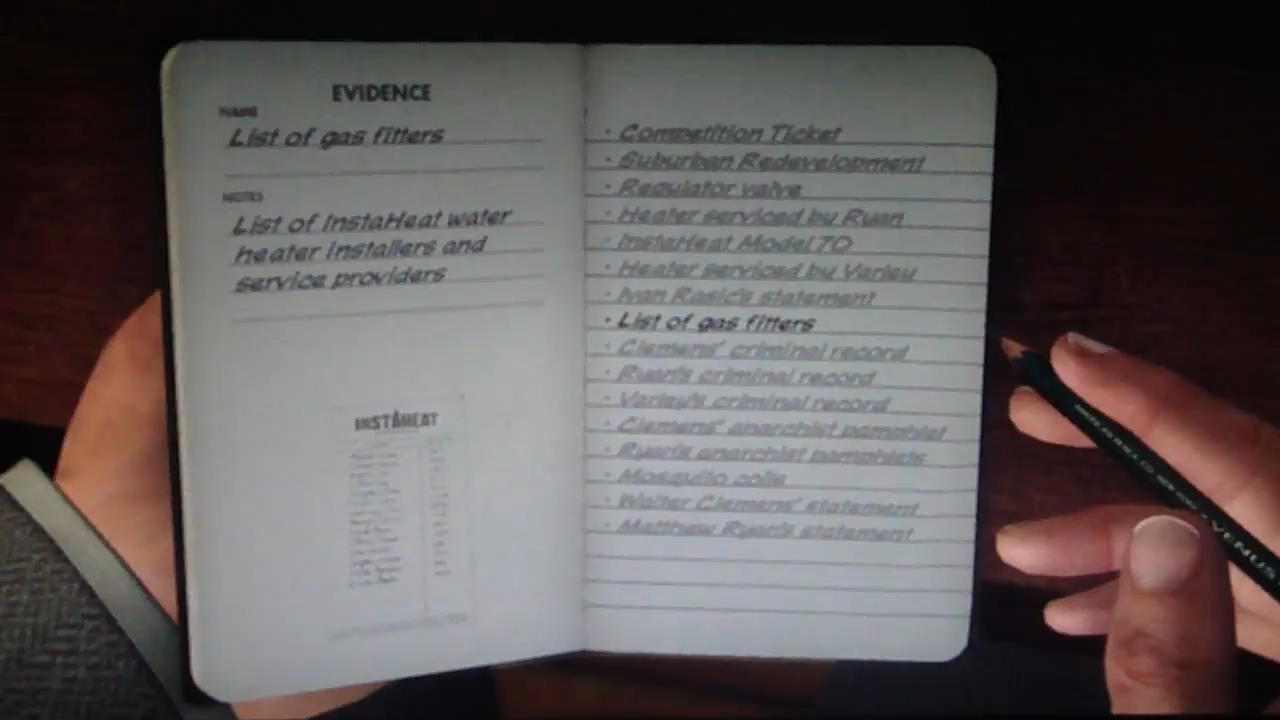 EVIDENCE
NAME
List of gas fitters
NOTES
List of InstaHeat water
heater installers and
service providers
INSTAHEAT
· Competition Ticket
· Suburban Redevelopment
· Regulator valve
· Heater serviced by Ryan
· InstaHeat Model 70
· Heater serviced by Varley
· Ivan Rasic's statement
· List of gas fitters
· Clemens' criminal record
· Ryan's criminal record
· Varley's criminal record
· Clemens' anarchist pamphlet
· Ryan's anarchist pamphlets
· Mosquito coils
· Walter Clemens' statement
· Matthew Ryan's statement
VENUS